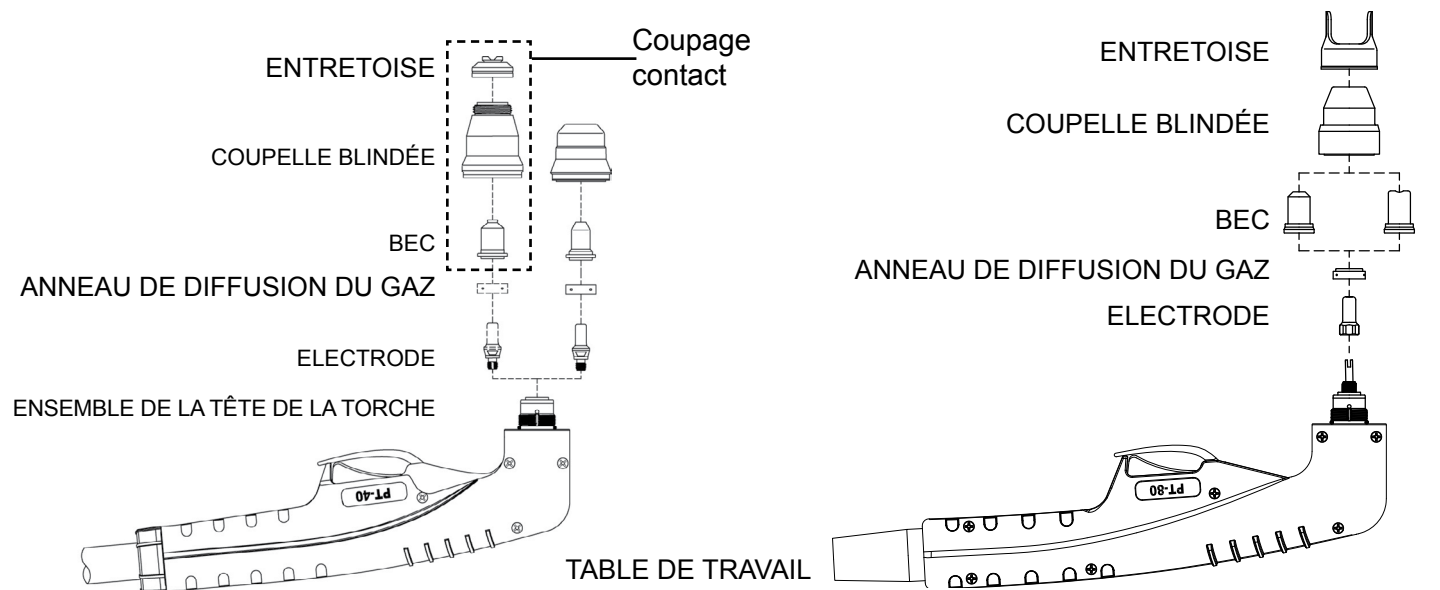 ENTRETOISE
Coupage
contact
COUPELLE BLINDÉE
BEC
ANNEAU DE DIFFUSION DU GAZ
ELECTRODE
ENSEMBLE DE LA TÊTE DE LA TORCHE
PT-40
TABLE DE TRAVAIL
ENTRETOISE
COUPELLE BLINDÉE
BEC
ANNEAU DE DIFFUSION DU GAZ
ELECTRODE
PT-80